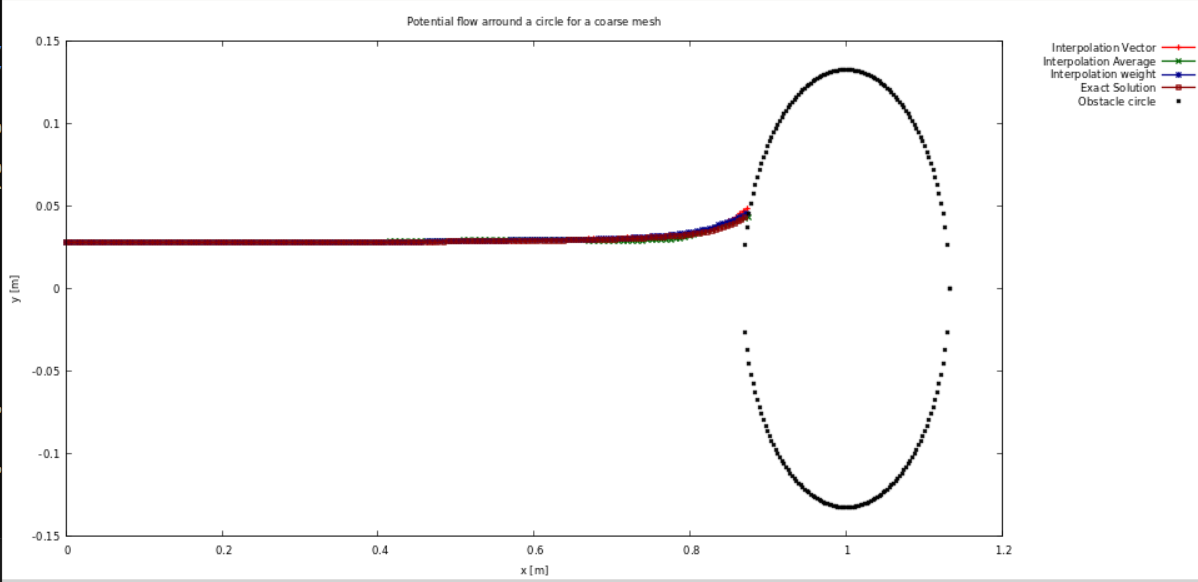 Potential flow arround a circle for a coarse mesh
Interpolation Vector
Interpolation Average
Interpolation weight
Exact Solution
Obstacle circle
0.15
0.1
0.05
0
-0.05
-0.1
-0.15
y [m]
0 0.2 0.4 0.6 0.8 1 1.2
x [m]